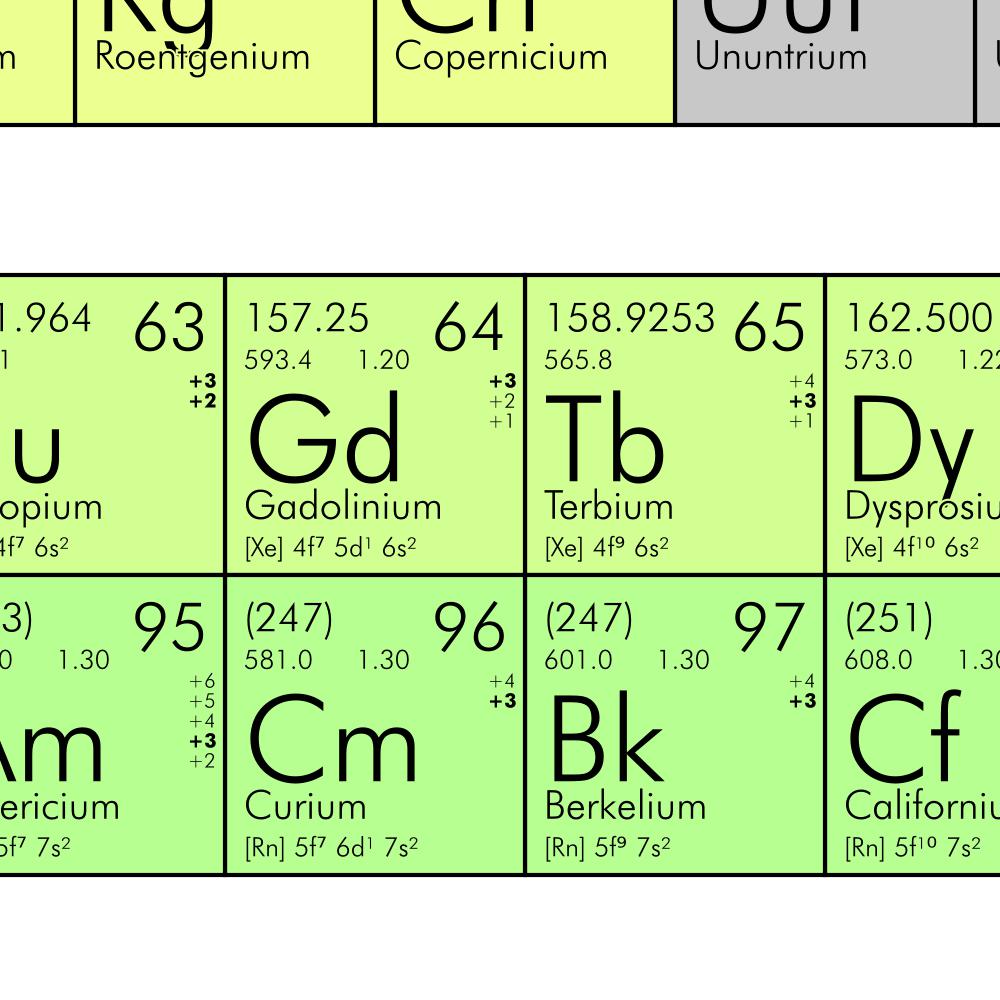 Rg Cn Uut
Roentgenium Copernicium Ununtrium
1.964 63 157.25 64 158.9253 65 162.500
593.4 1.20 565.8 573.0 1.22
+3 +3 +4
+2 +2 +3
+1 +1
u Gd Tb Dy
opium Gadolinium Terbium Dysprosiu
4f⁷ 6s² [Xe] 4f⁷ 5d¹ 6s² [Xe] 4f⁹ 6s² [Xe] 4f¹⁰ 6s²
3) 95 (247) 96 (247) 97 (251)
0 1.30 581.0 1.30 601.0 1.30 608.0 1.30
+6 +4 +4
+5 +3 +3
+4
+3
+2
Am Cm Bk Cf
ericium Curium Berkelium Californiu
5f⁷ 7s² [Rn] 5f⁷ 6d¹ 7s² [Rn] 5f⁹ 7s² [Rn] 5f¹⁰ 7s²